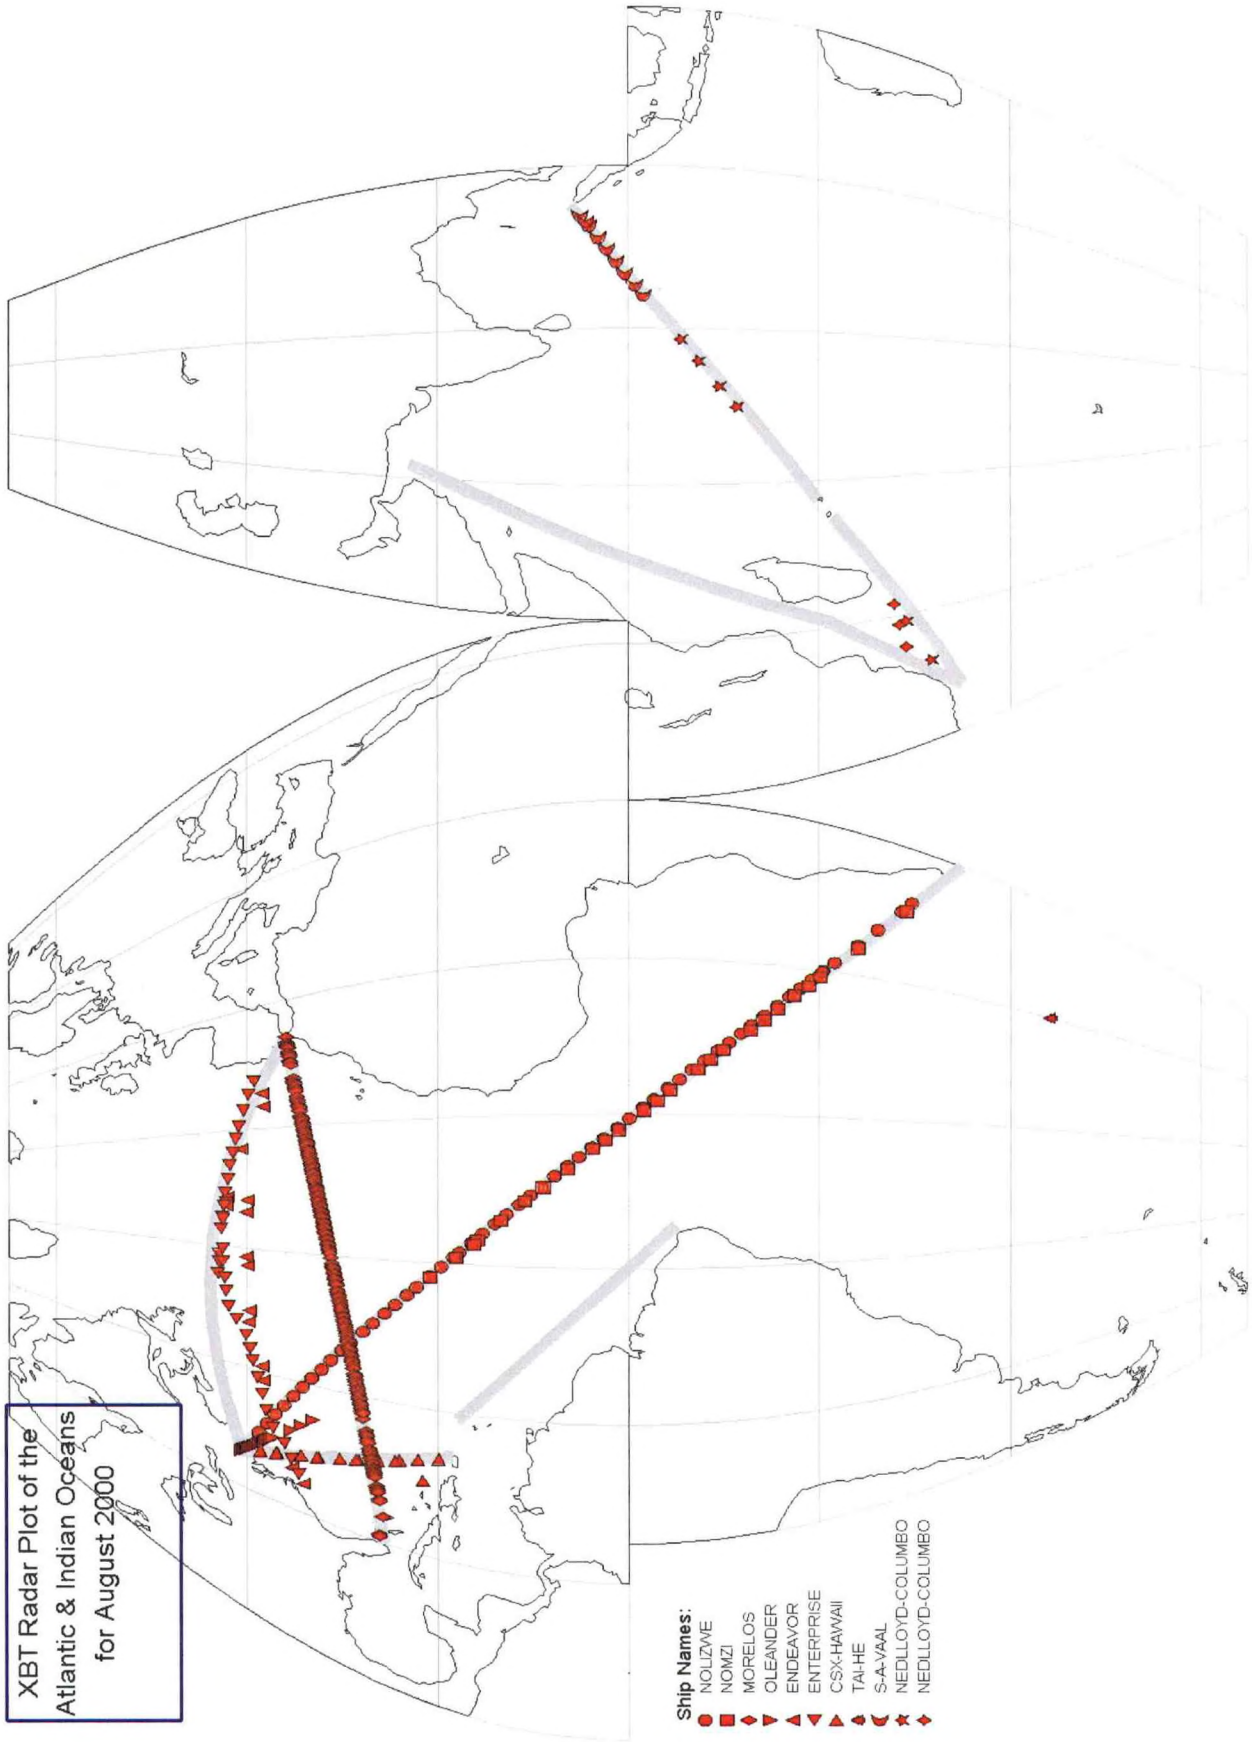 XBT Radar Plot of the
Atlantic & Indian Oceans
for August 2000
Ship Names:
NOLIZWE
NOMZI
MORELOS
OLEANDER
ENDEAVOR
ENTERPRISE
CSX-HAWAII
TAI-HE
S-A-VAAL
NEDLLOYD-COLUMBO
NEDLLOYD-COLUMBO